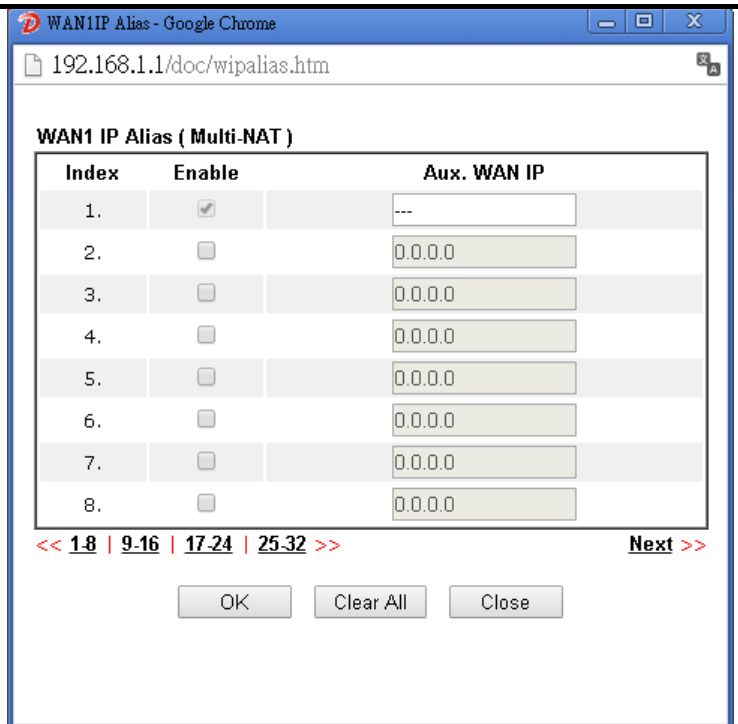 WAN1IP Alias - Google Chrome
192.168.1.1/doc/wipalias.htm
WAN1 IP Alias ( Multi-NAT )
Index Enable Aux. WAN IP
1. ---
2. 0.0.0.0
3. 0.0.0.0
4. 0.0.0.0
5. 0.0.0.0
6. 0.0.0.0
7. 0.0.0.0
8. 0.0.0.0
<< 1-8 | 9-16 | 17-24 | 25-32 >> Next >>
OK Clear All Close